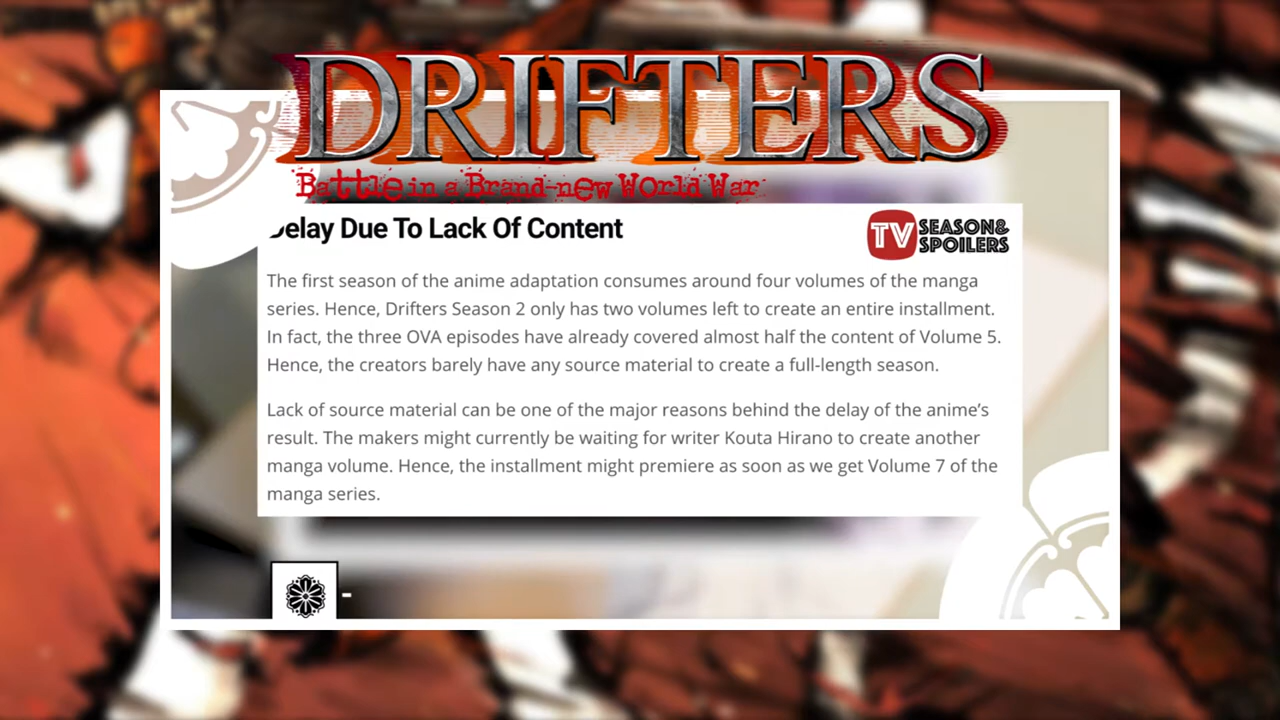 DRIFTERS
Battle in a Brand-new World War
Delay Due To Lack Of Content
TV SEASON&
SPOILERS
The first season of the anime adaptation consumes around four volumes of the manga
series. Hence, Drifters Season 2 only has two volumes left to create an entire installment.
In fact, the three OVA episodes have already covered almost half the content of Volume 5.
Hence, the creators barely have any source material to create a full-length season.
Lack of source material can be one of the major reasons behind the delay of the anime’s
result. The makers might currently be waiting for writer Kouta Hirano to create another
manga volume. Hence, the installment might premiere as soon as we get Volume 7 of the
manga series.
-